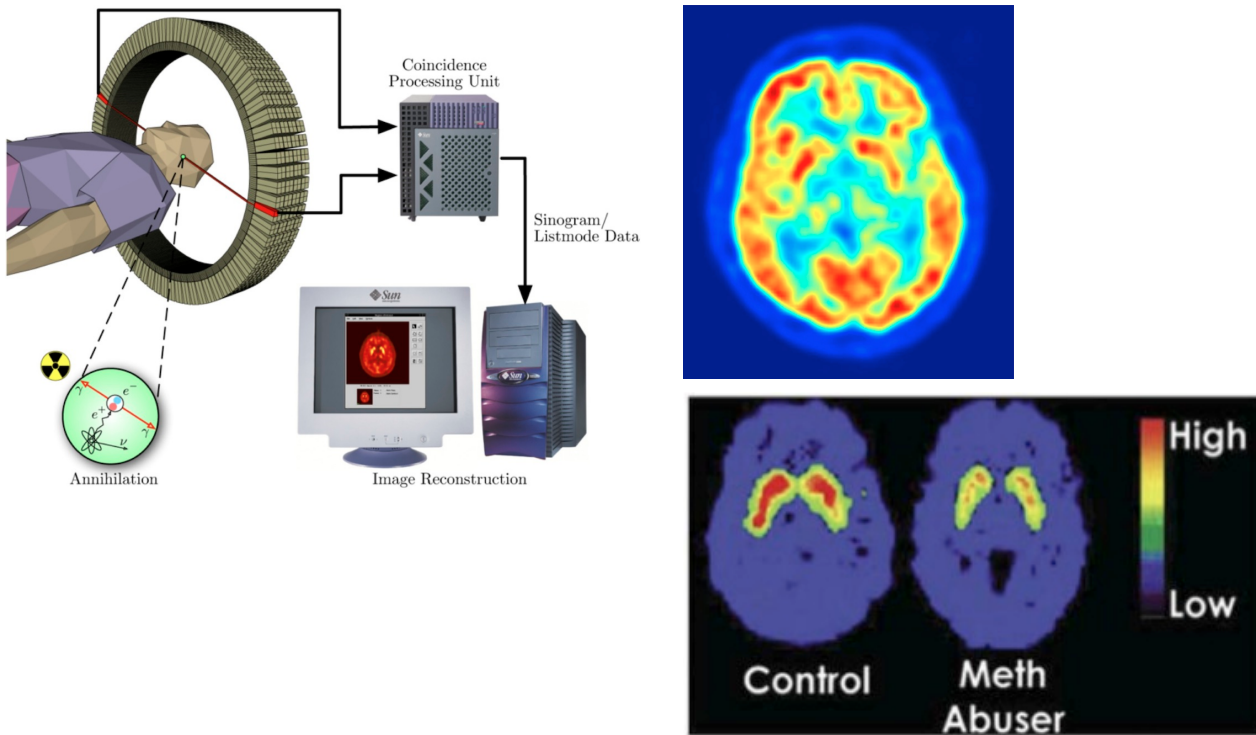 Coincidence
Processing Unit
Sinogram/
Listmode Data
Sun
Sun
γ
e⁻
e⁺
γ
ν
Annihilation
Image Reconstruction
High
Low
Control
Meth
Abuser